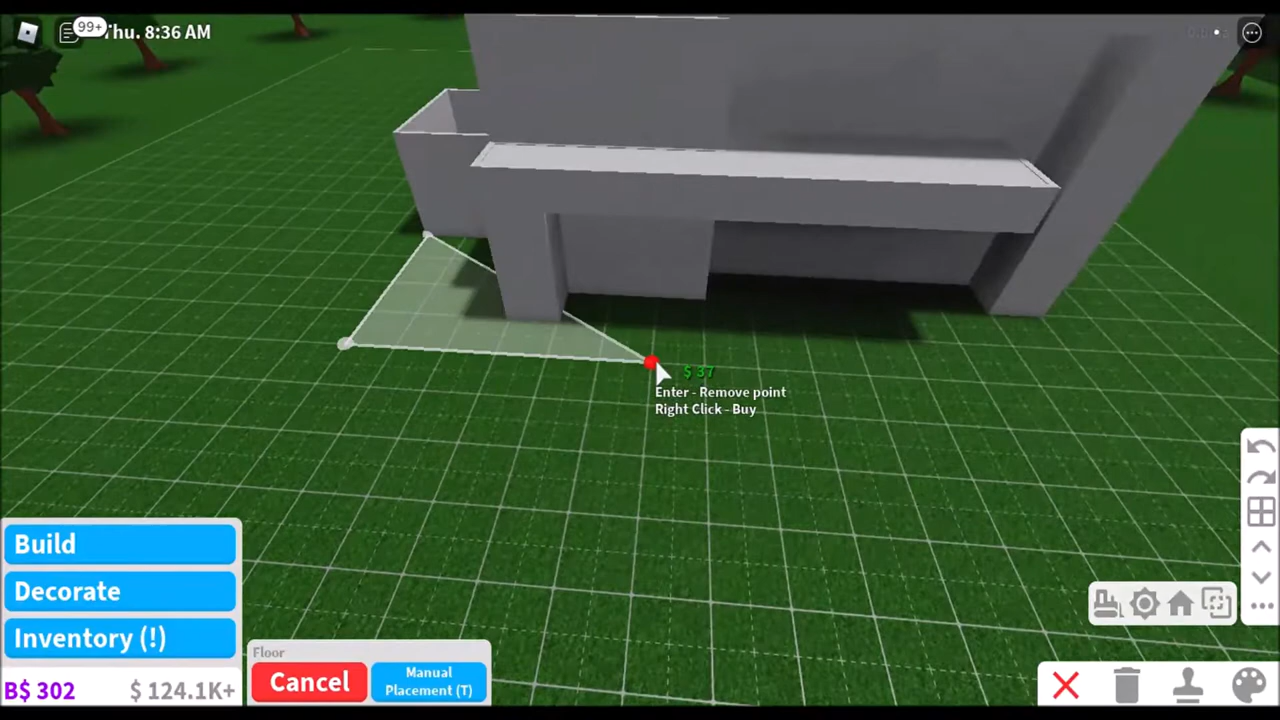 99+
Thu. 8:36 AM
$ 37
Enter - Remove point
Right Click - Buy
Build
Decorate
Inventory (!)
B$ 302
$ 124.1K+
Floor
Cancel
Manual
Placement (T)